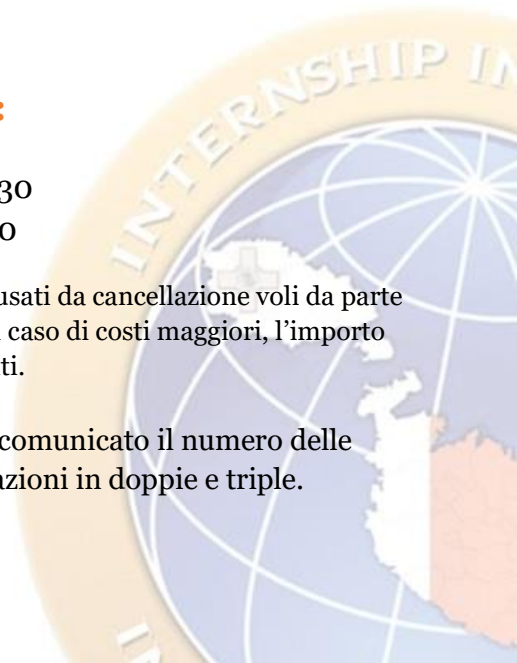 :
30
0
usati da cancellazione voli da parte
caso di costi maggiori, l'importo
ti.
comunicato il numero delle
azioni in doppie e triple.
INTERNSHIP IN